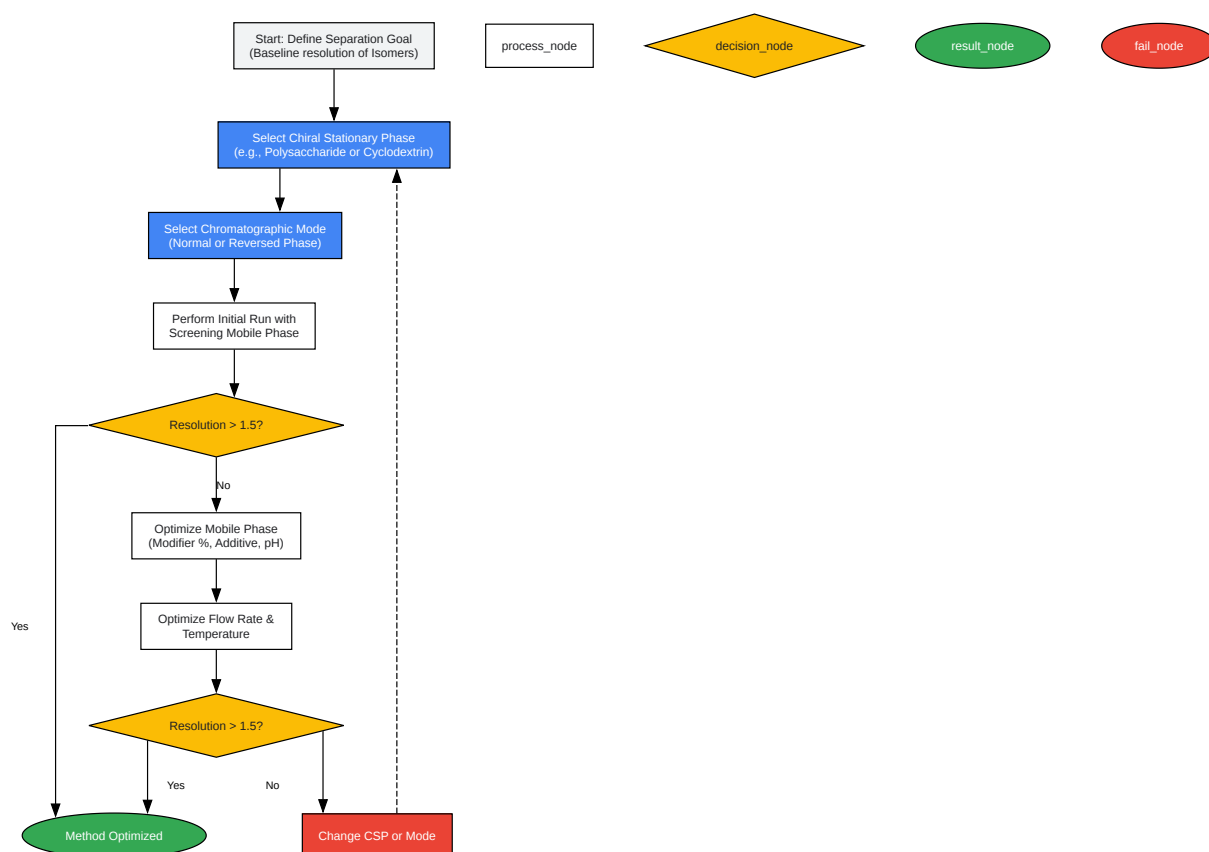 Start: Define Separation Goal
(Baseline resolution of Isomers)
process_node
decision_node
result_node
fail_node
Select Chiral Stationary Phase
(e.g., Polysaccharide or Cyclodextrin)
Select Chromatographic Mode
(Normal or Reversed Phase)
Perform Initial Run with
Screening Mobile Phase
Resolution > 1.5?
No
Optimize Mobile Phase
(Modifier %, Additive, pH)
Optimize Flow Rate &
Temperature
Yes
Resolution > 1.5?
Yes
No
Method Optimized
Change CSP or Mode